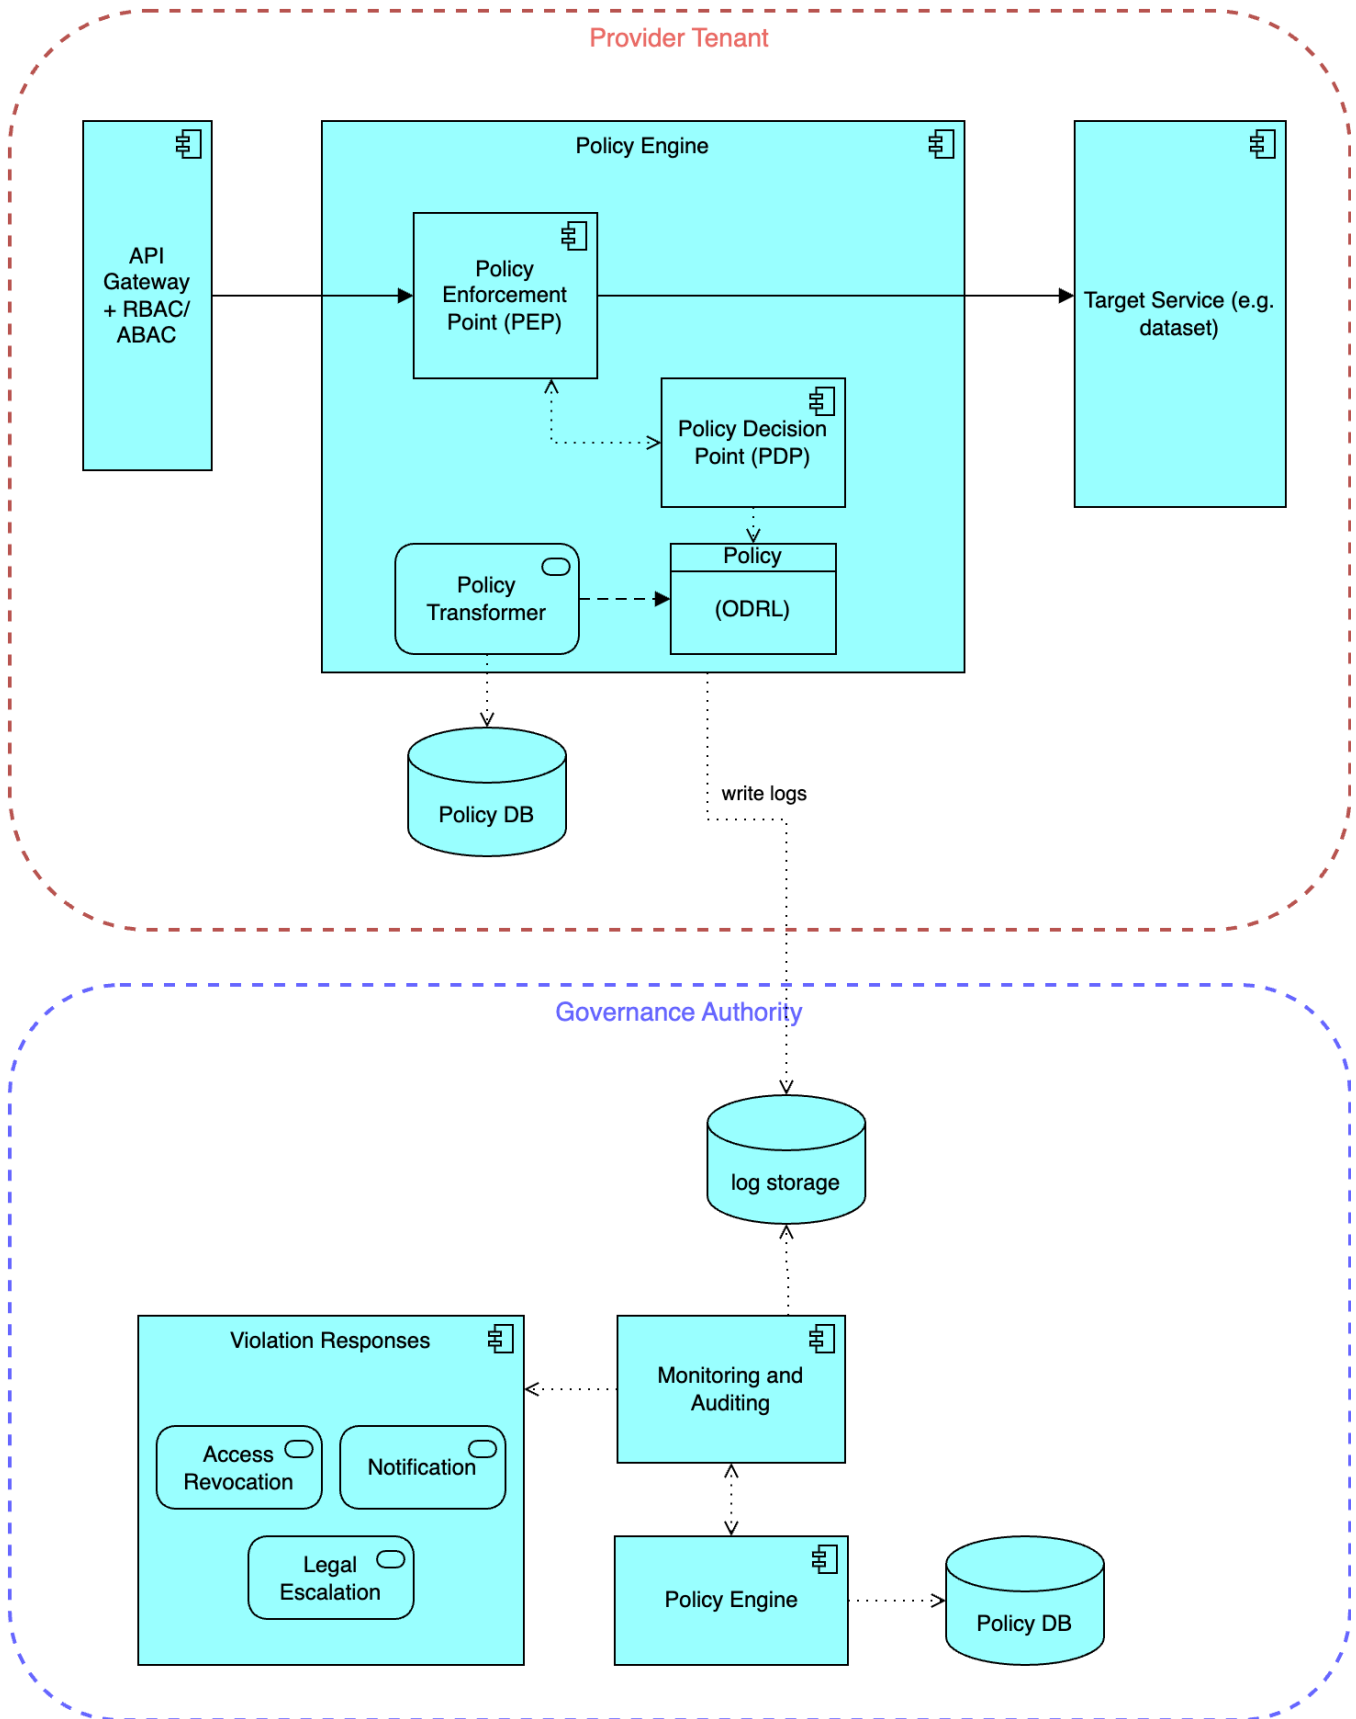 Provider Tenant
Policy Engine
API
Gateway
+ RBAC/
ABAC
Policy
Enforcement
Point (PEP)
Target Service (e.g.
dataset)
Policy Decision
Point (PDP)
Policy
Transformer
Policy
(ODRL)
Policy DB
write logs
Governance Authority
log storage
Violation Responses
Monitoring and
Auditing
Access
Revocation
Notification
Legal
Escalation
Policy Engine
Policy DB